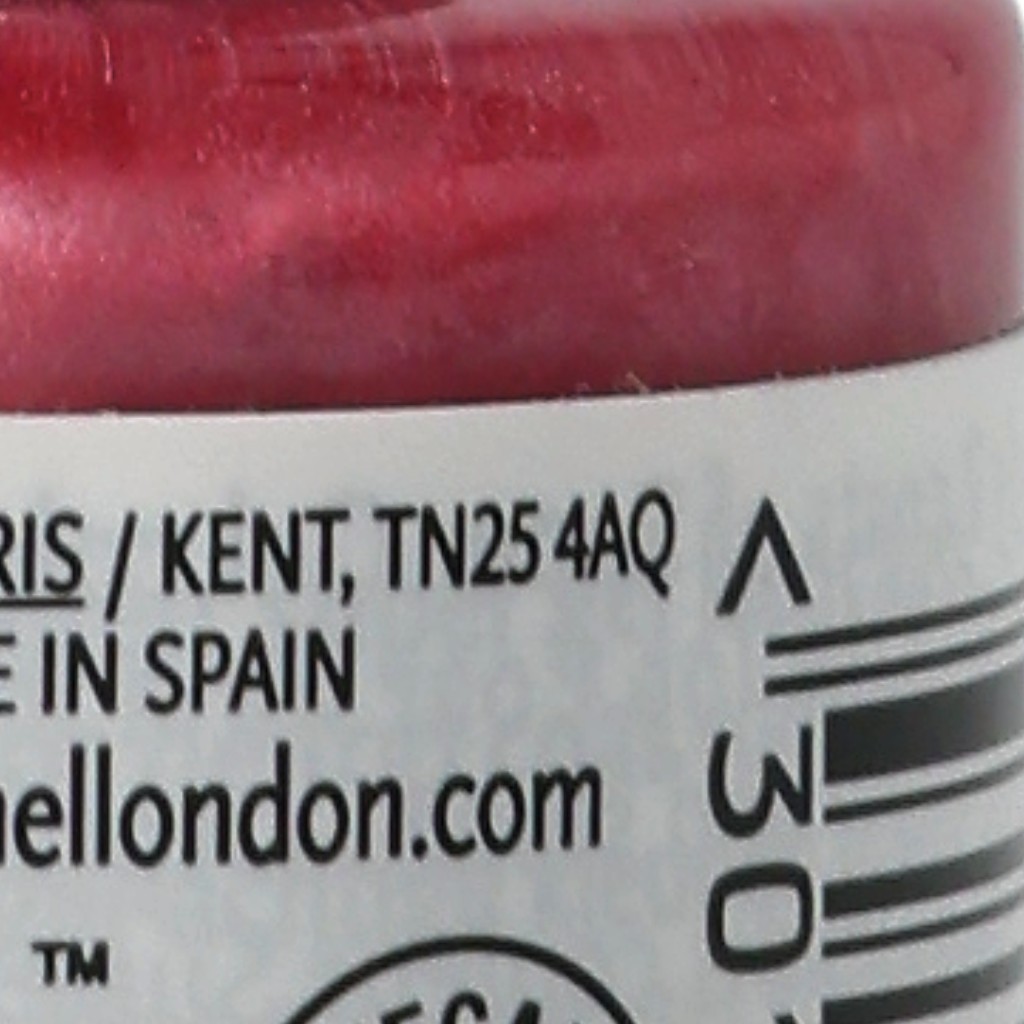 RIS / KENT, TN25 4AQ
E IN SPAIN
ellondon.com
TM
>
30